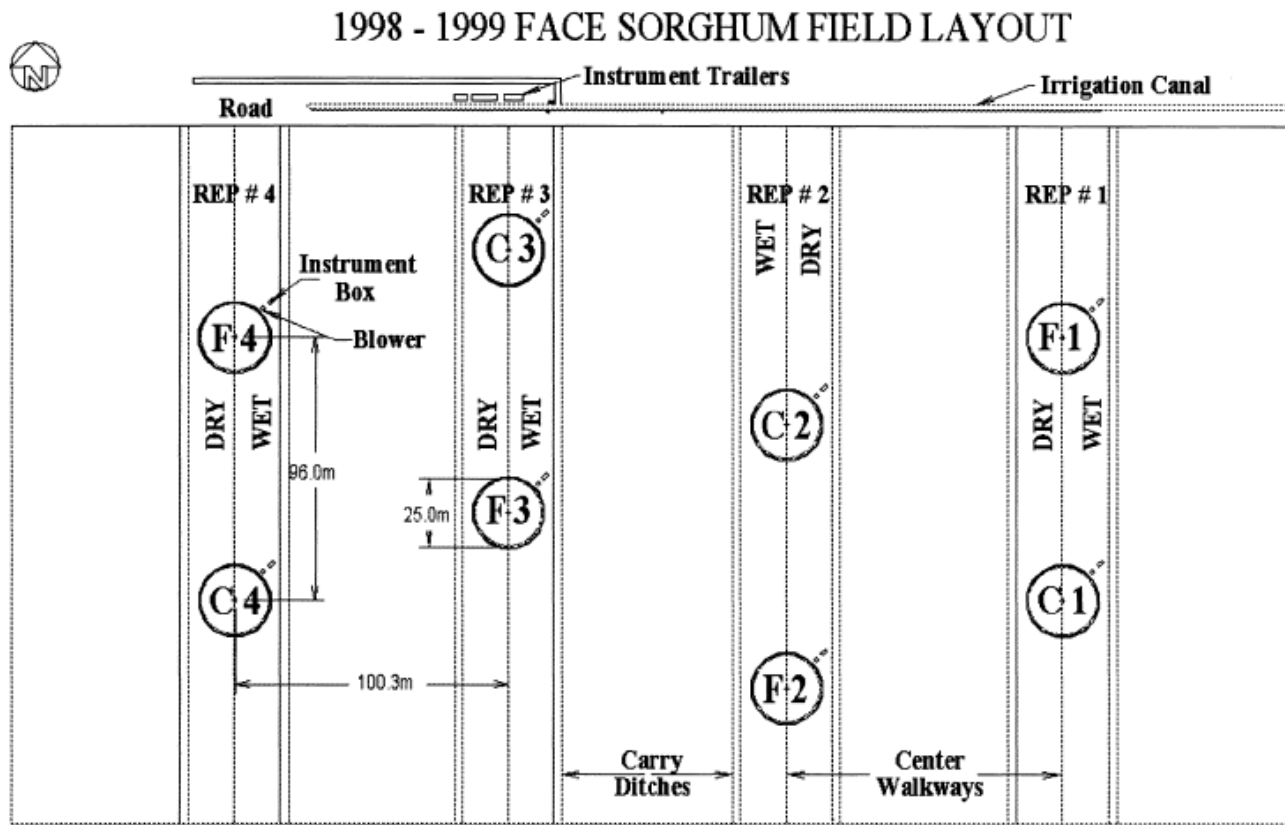 1998 - 1999 FACE SORGHUM FIELD LAYOUT
N
Instrument Trailers
Irrigation Canal
Road
REP # 4
REP # 3
REP # 2
REP # 1
WET
DRY
C 3
Instrument
Box
Blower
F 4
F 1
DRY
WET
DRY
WET
DRY
WET
C 2
96.0m
25.0m
F 3
C 4
C 1
100.3m
F 2
Carry
Ditches
Center
Walkways